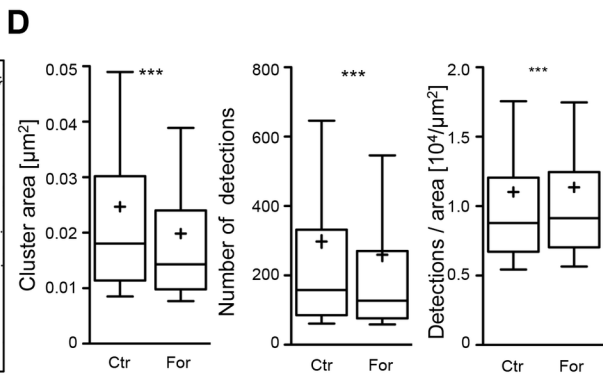 D
Cluster area [µm²]
0.05
0.04
0.03
0.02
0.01
0
***
Ctr For
Number of detections
800
600
400
200
0
***
Ctr For
Detections / area [10⁴/µm²]
2.0
1.5
1.0
0.5
0
***
Ctr For